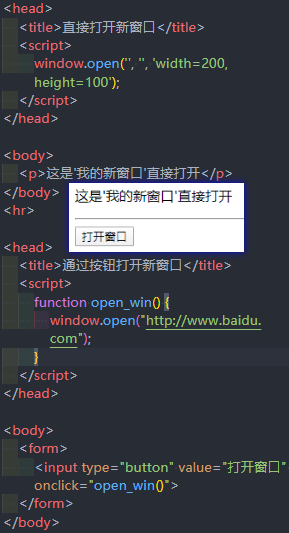 <head>
<title>直接打开新窗口</title>
<script>
window.open('', '', 'width=200,
height=100');
</script>
</head>
<body>
<p>这是'我的新窗口'直接打开</p>
</body>
<hr>
这是'我的新窗口'直接打开
打开窗口
<head>
<title>通过按钮打开新窗口</title>
<script>
function open_win() {
window.open("http://www.baidu.
com");
}
</script>
</head>
<body>
<form>
<input type="button" value="打开窗口"
onclick="open_win()">
</form>
</body>